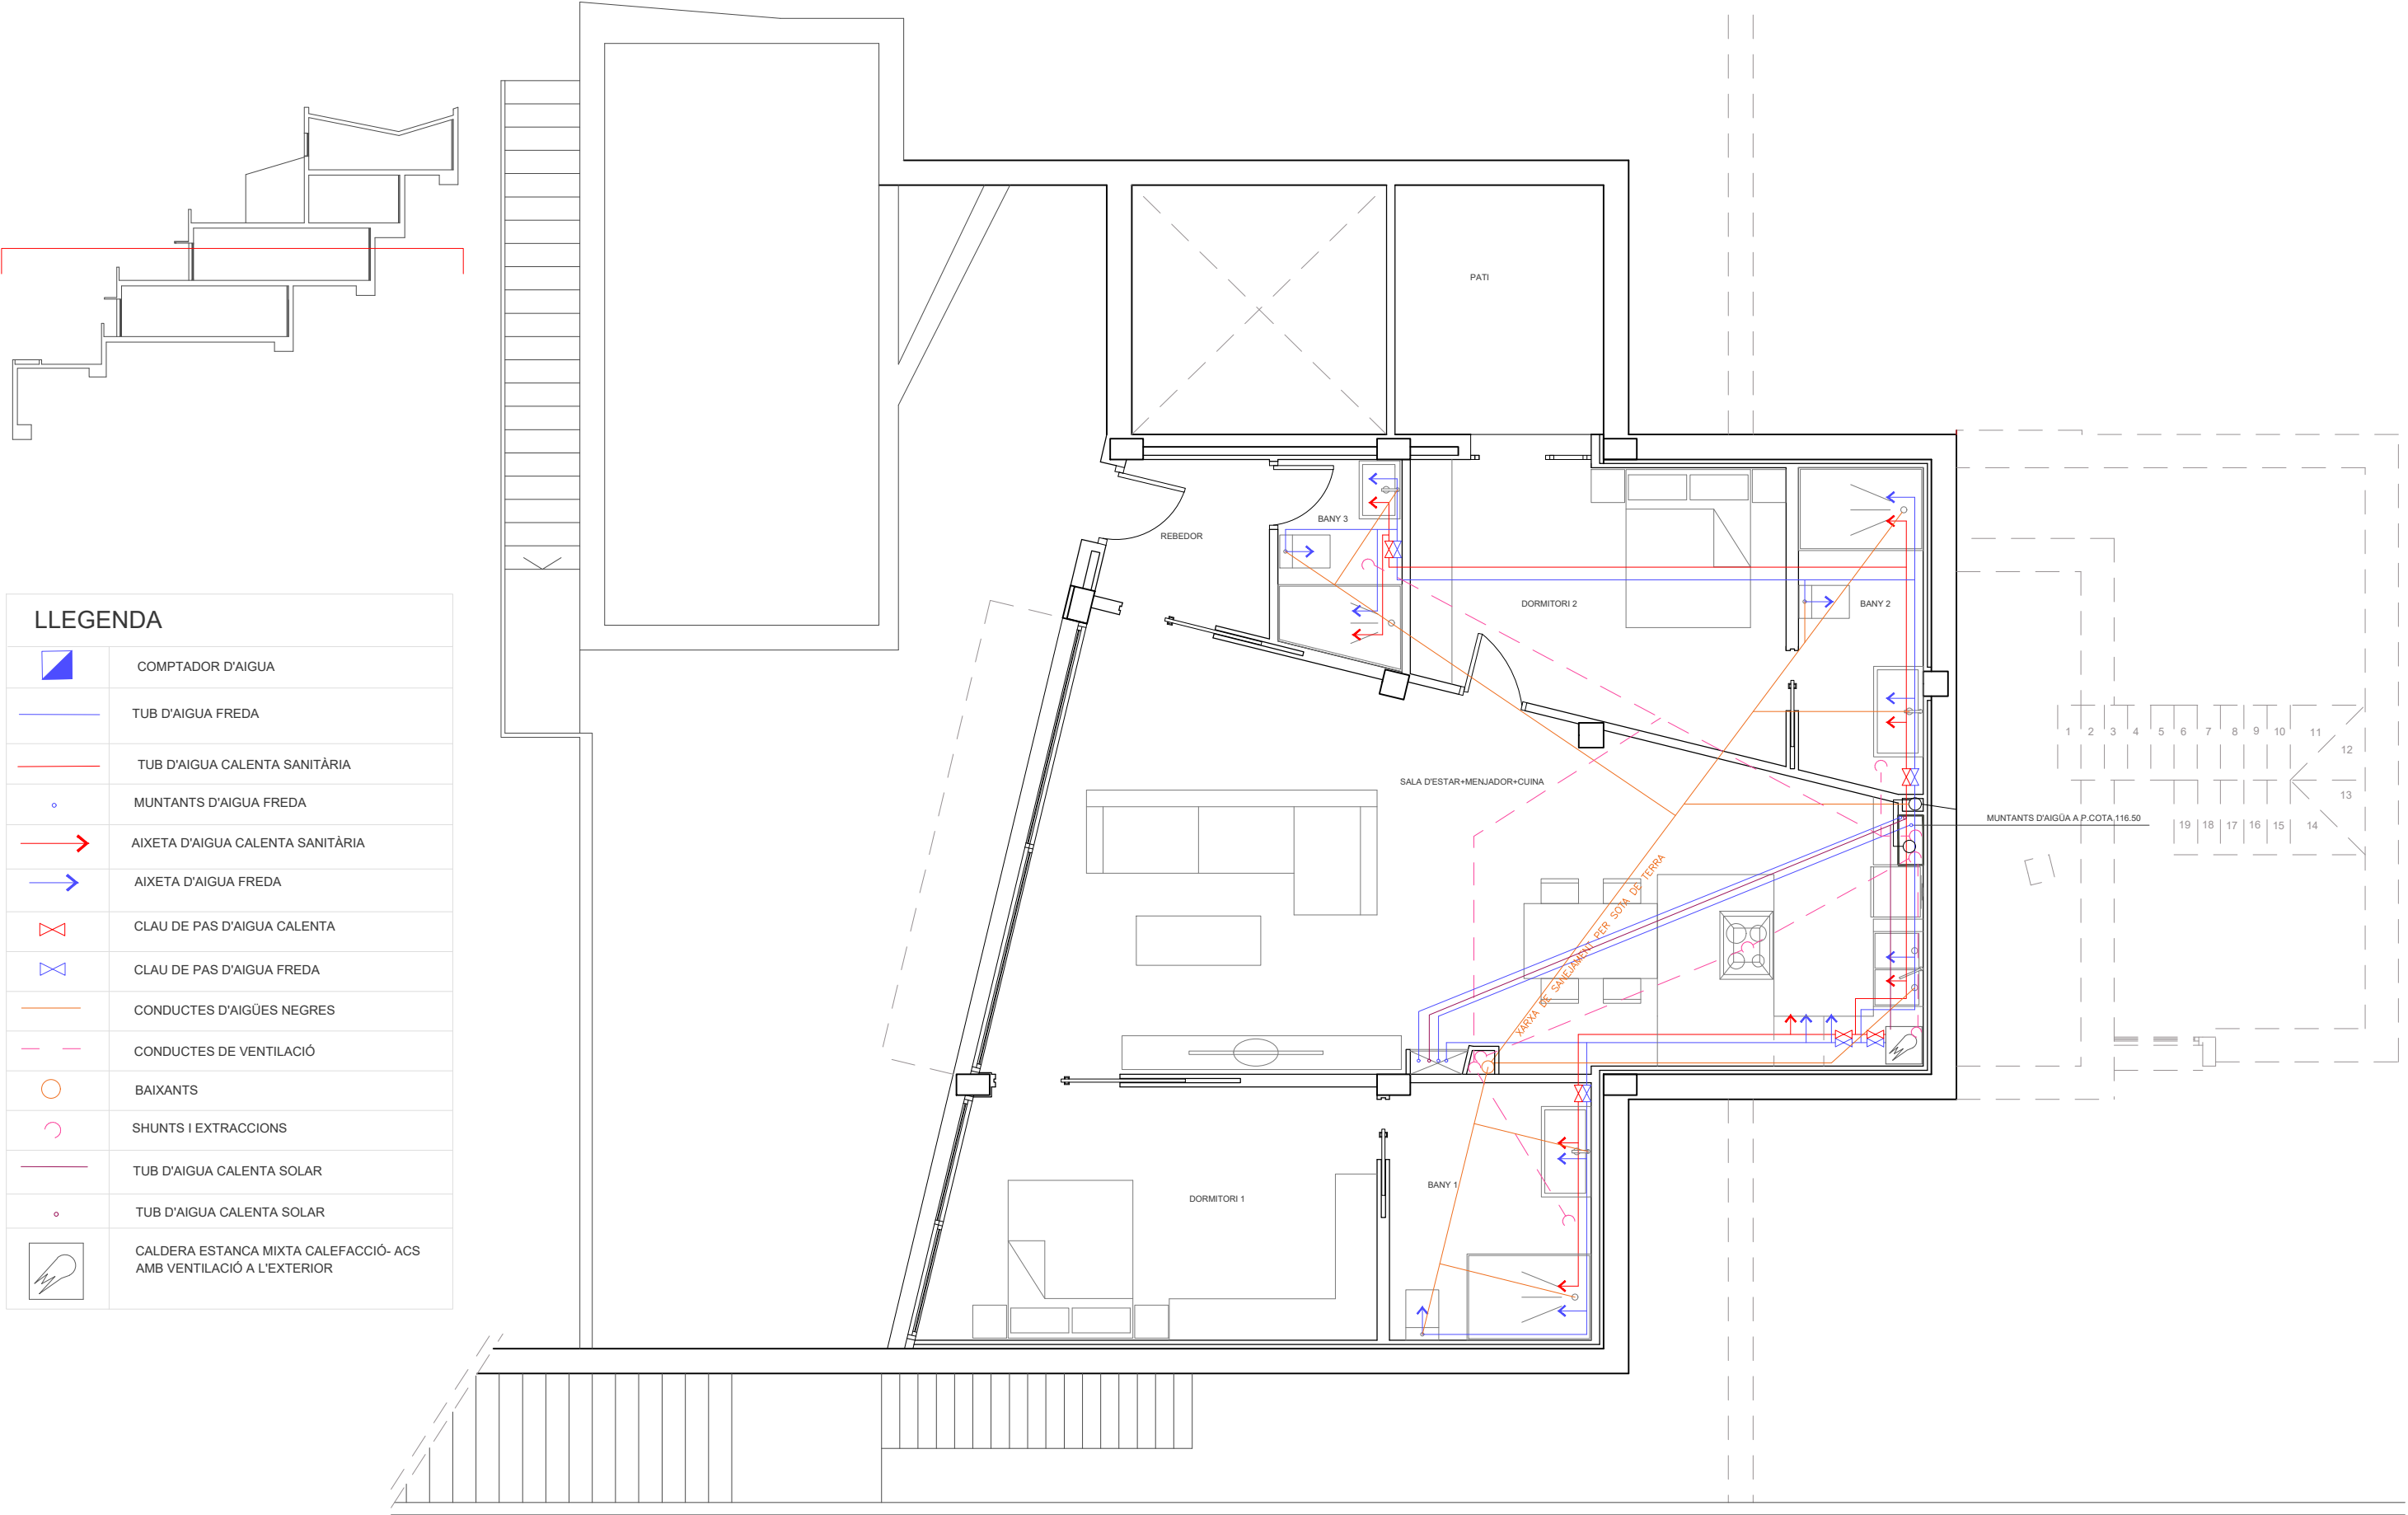 PATI
BANY 3
REBEDOR
DORMITORI 2
BANY 2
LLEGENDA
COMPTADOR D'AIGUA
TUB D'AIGUA FREDA
TUB D'AIGUA CALENTA SANITÀRIA
MUNTANTS D'AIGUA FREDA
AIXETA D'AIGUA CALENTA SANITÀRIA
AIXETA D'AIGUA FREDA
CLAU DE PAS D'AIGUA CALENTA
CLAU DE PAS D'AIGUA FREDA
CONDUCTES D'AIGÜES NEGRES
CONDUCTES DE VENTILACIÓ
BAIXANTS
SHUNTS I EXTRACCIONS
TUB D'AIGUA CALENTA SOLAR
TUB D'AIGUA CALENTA SOLAR
CALDERA ESTANCA MIXTA CALEFACCIÓ- ACS
AMB VENTILACIÓ A L'EXTERIOR
SALA D'ESTAR+MENJADOR+CUINA
1 2 3 4 5 6 7 8 9 10 11
12
13
MUNTANTS D'AIGÜA A P.COTA 116.50
19 18 17 16 15 14
XARXA DE SANEJAMENT PER SOTA DE TERRA
DORMITORI 1
BANY 1